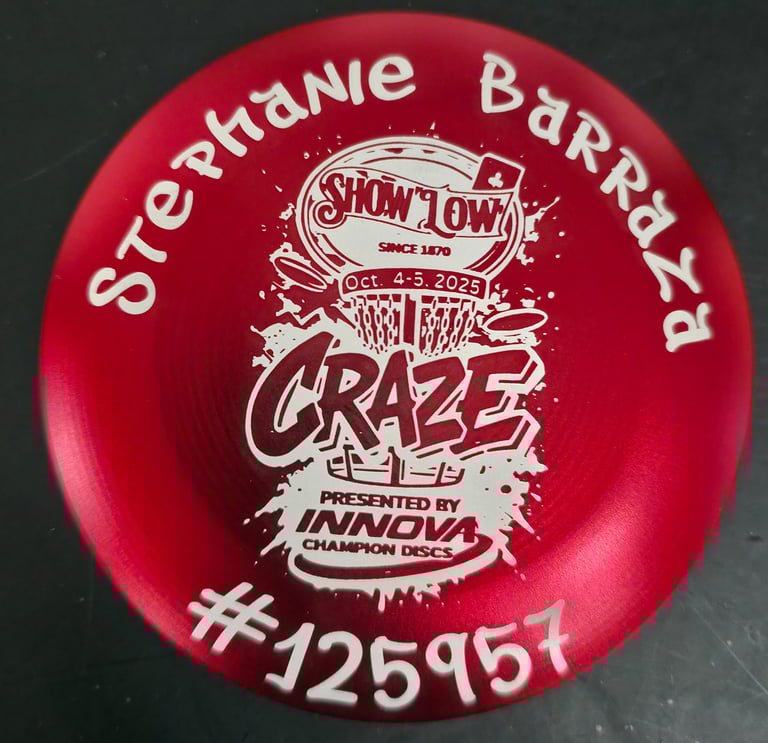 Stephanie Barraza
SHOW LOW
SINCE 1870
Oct. 4-5. 2025
CRAZE
PRESENTED BY
INNOVA
CHAMPION DISCS
#125957